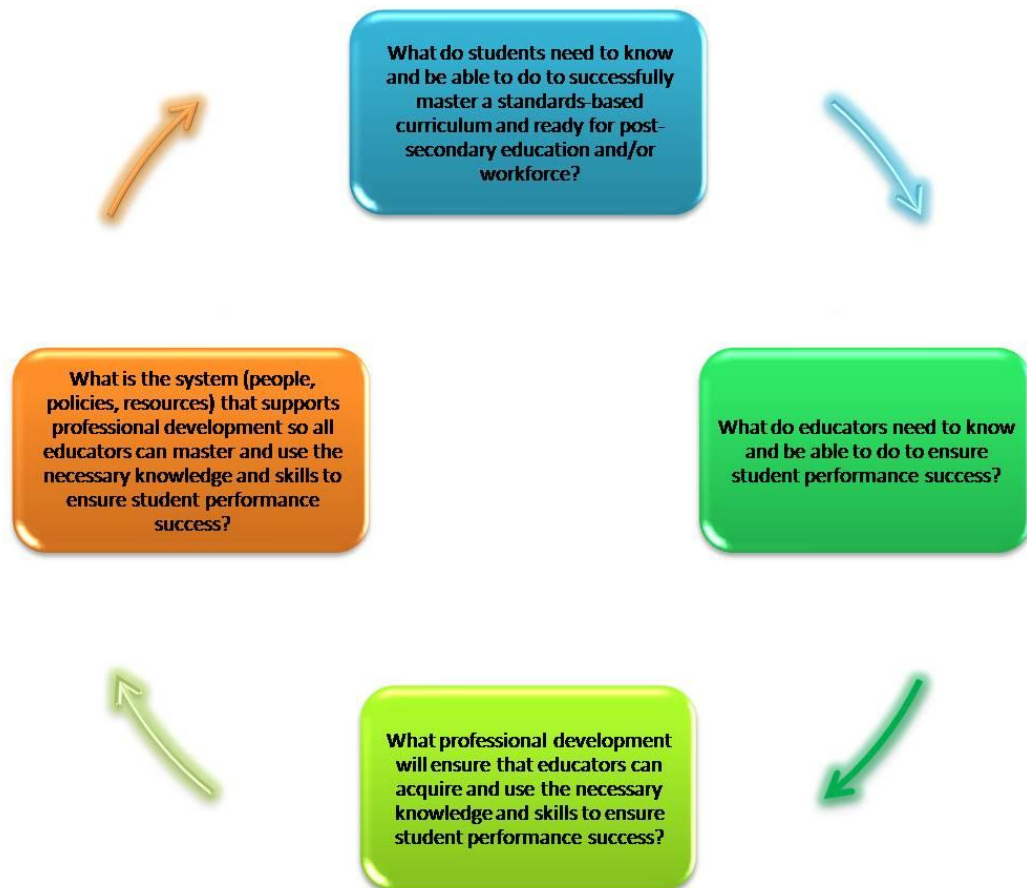 What do students need to know
and be able to do to successfully
master a standards-based
curriculum and ready for post-
secondary education and/or
workforce?
What do educators need to know
and be able to do to ensure
student performance success?
What professional development
will ensure that educators can
acquire and use the necessary
knowledge and skills to ensure
student performance success?
What is the system (people,
policies, resources) that supports
professional development so all
educators can master and use the
necessary knowledge and skills to
ensure student performance
success?